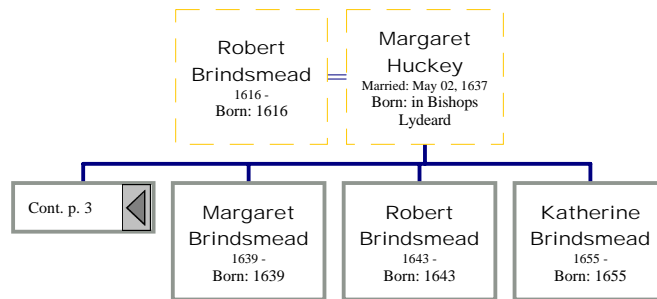 Robert
Brindsmead
1616 -
Born: 1616
Margaret
Huckey
Married: May 02, 1637
Born: in Bishops
Lydeard
Cont. p. 3
Margaret
Brindsmead
1639 -
Born: 1639
Robert
Brindsmead
1643 -
Born: 1643
Katherine
Brindsmead
1655 -
Born: 1655